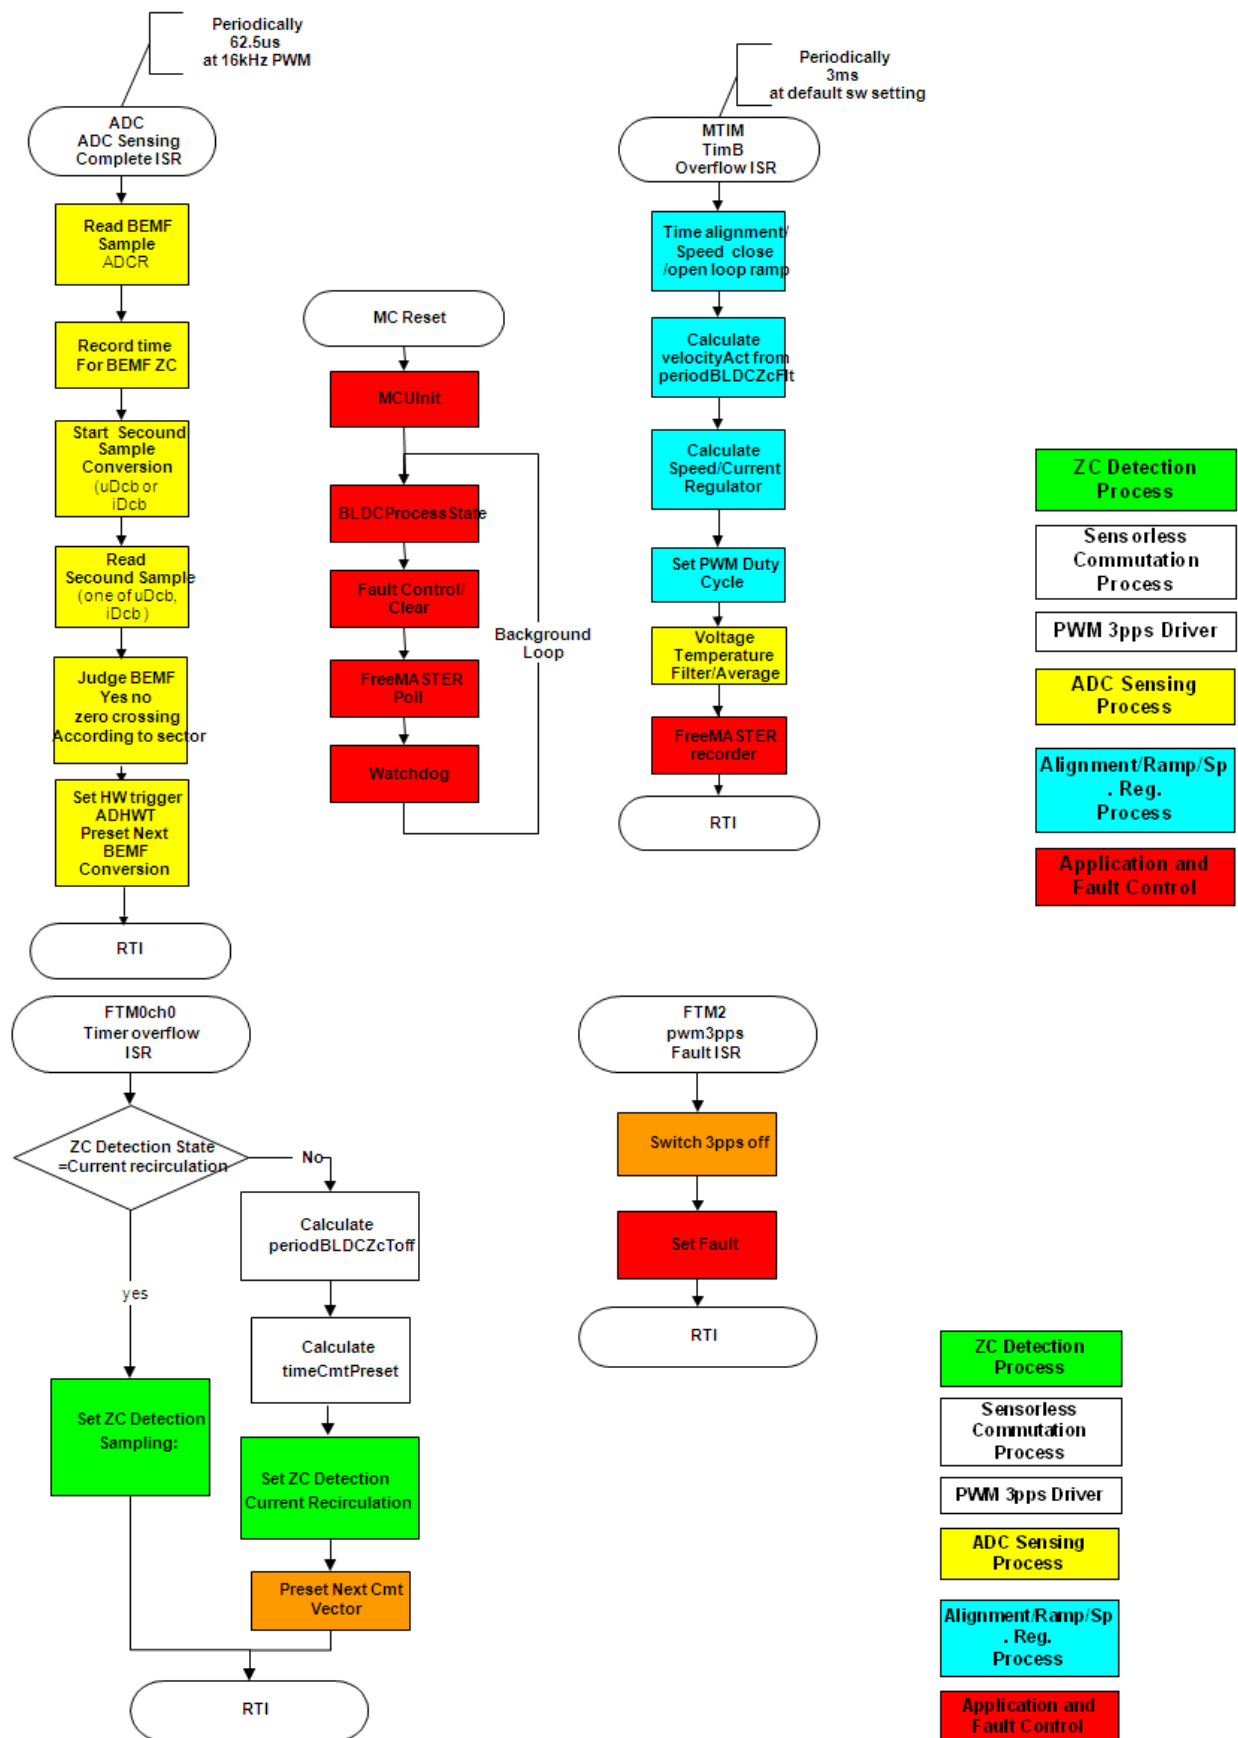 Periodically
62.5us
at 16kHz PWM
ADC
ADC Sensing
Complete ISR
Read BEMF
Sample
ADCR
Record time
For BEMF ZC
Start Secound
Sample
Conversion
(uDcb or
iDcb
Read
Secound Sample
(one of uDcb,
iDcb )
Judge BEMF
Yes no
zero crossing
According to sector
Set HW trigger
ADHWT
Preset Next
BEMF
Conversion
RTI
MC Reset
MCUInit
BLDCProcessState
Fault Control/
Clear
FreeMASTER
Poll
Watchdog
Background
Loop
Periodically
3ms
at default sw setting
MTIM
TimB
Overflow ISR
Time alignment/
Speed close
/open loop ramp
Calculate
velocityAct from
periodBLDCZcFlt
Calculate
Speed/Current
Regulator
Set PWM Duty
Cycle
Voltage
Temperature
Filter/Average
FreeMASTER
recorder
RTI
ZC Detection
Process
Sensorless
Commutation
Process
PWM 3pps Driver
ADC Sensing
Process
Alignment/Ramp/Sp
. Reg.
Process
Application and
Fault Control
FTM0ch0
Timer overflow
ISR
ZC Detection State
=Current recirculation
No
yes
Calculate
periodBLDCZcToff
Calculate
timeCmtPreset
Set ZC Detection
Sampling:
Set ZC Detection
Current Recirculation
Preset Next Cmt
Vector
RTI
FTM2
pwm3pps
Fault ISR
Switch 3pps off
Set Fault
RTI
ZC Detection
Process
Sensorless
Commutation
Process
PWM 3pps Driver
ADC Sensing
Process
Alignment/Ramp/Sp
. Reg.
Process
Application and
Fault Control